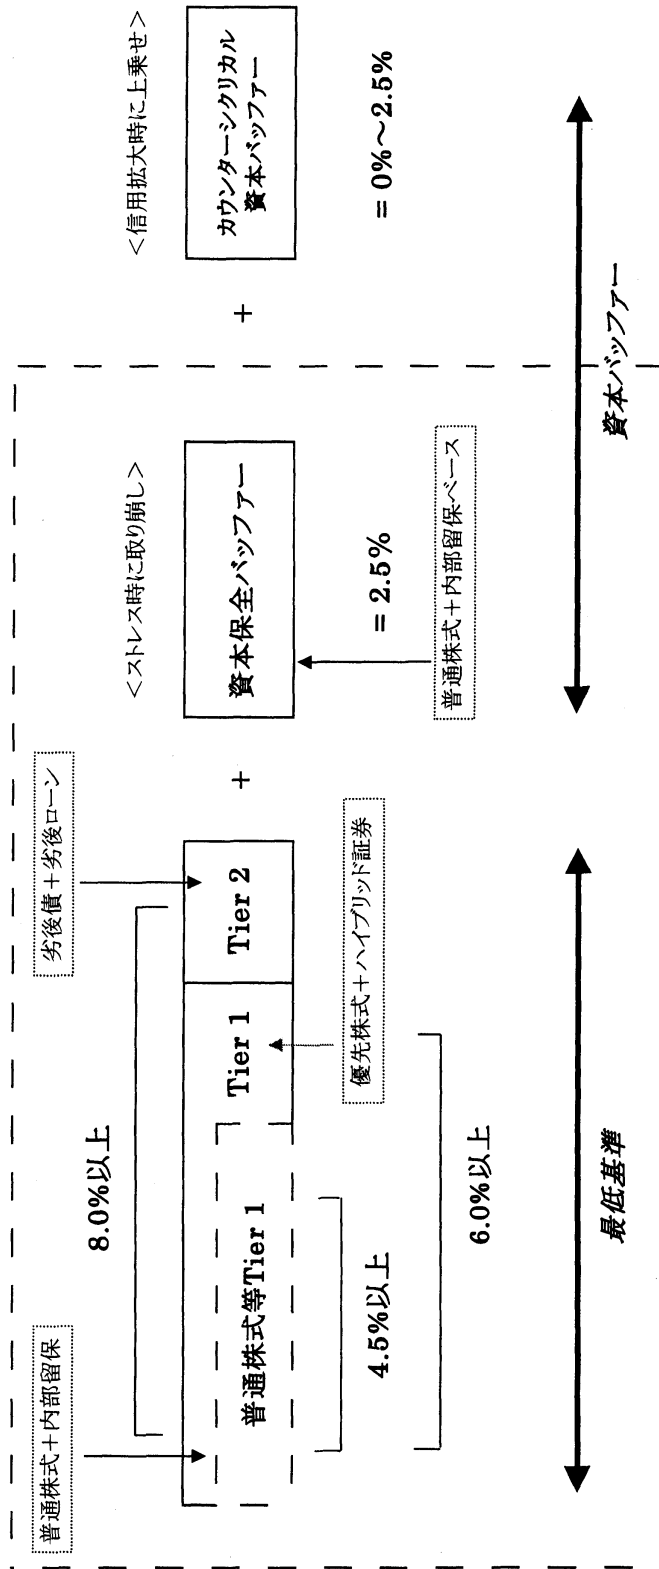 普通株式+内部留保
劣後債+劣後ローン
8.0%以上
<ストレス時に取り崩し>
<信用拡大時に上乗せ>
普通株式等Tier 1
Tier 1
Tier 2
+
資本保全バッファー
+
カウンターシクリカル
資本バッファー
4.5%以上
優先株式+ハイブリッド証券
=2.5%
=0%~2.5%
6.0%以上
普通株式+内部留保ベース
最低基準
資本バッファー